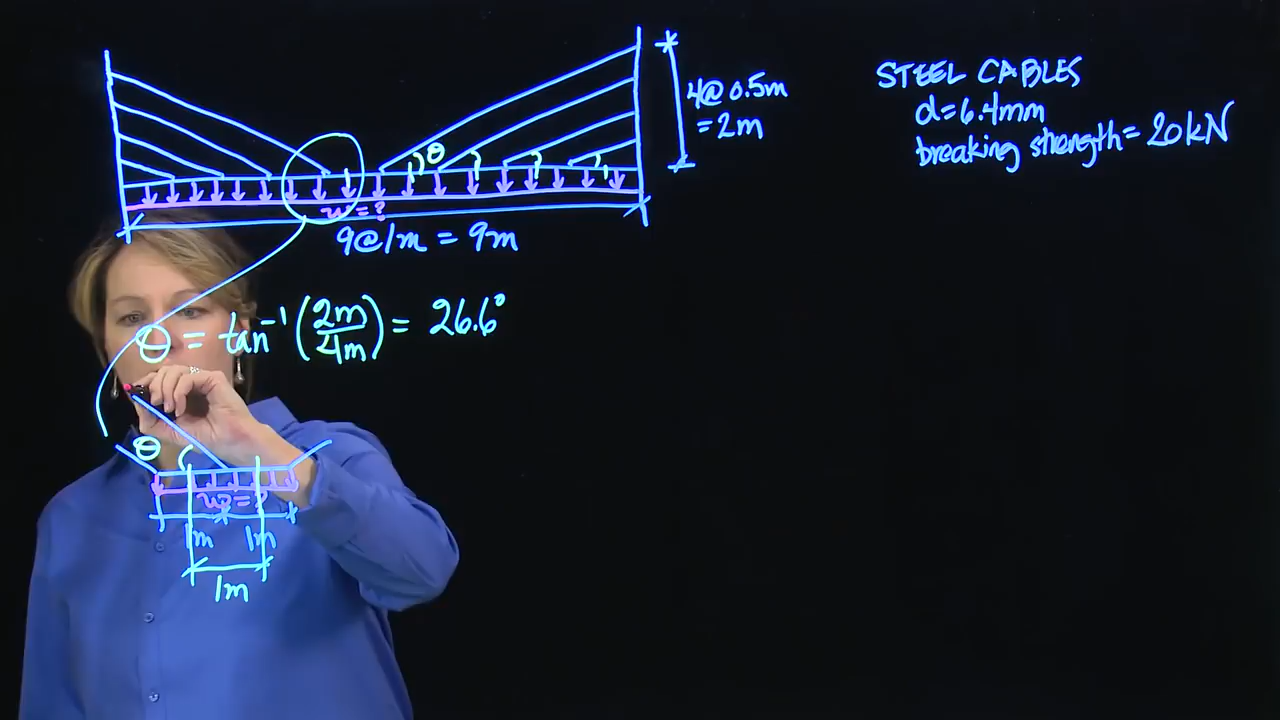 4@0.5m
=2m
θ
w=?
9@1m = 9m
STEEL CABLES
d=6.4mm
breaking strength= 20kN
θ = tan⁻¹(2m/4m) = 26.6°
θ
w=?
1m 1m
1m